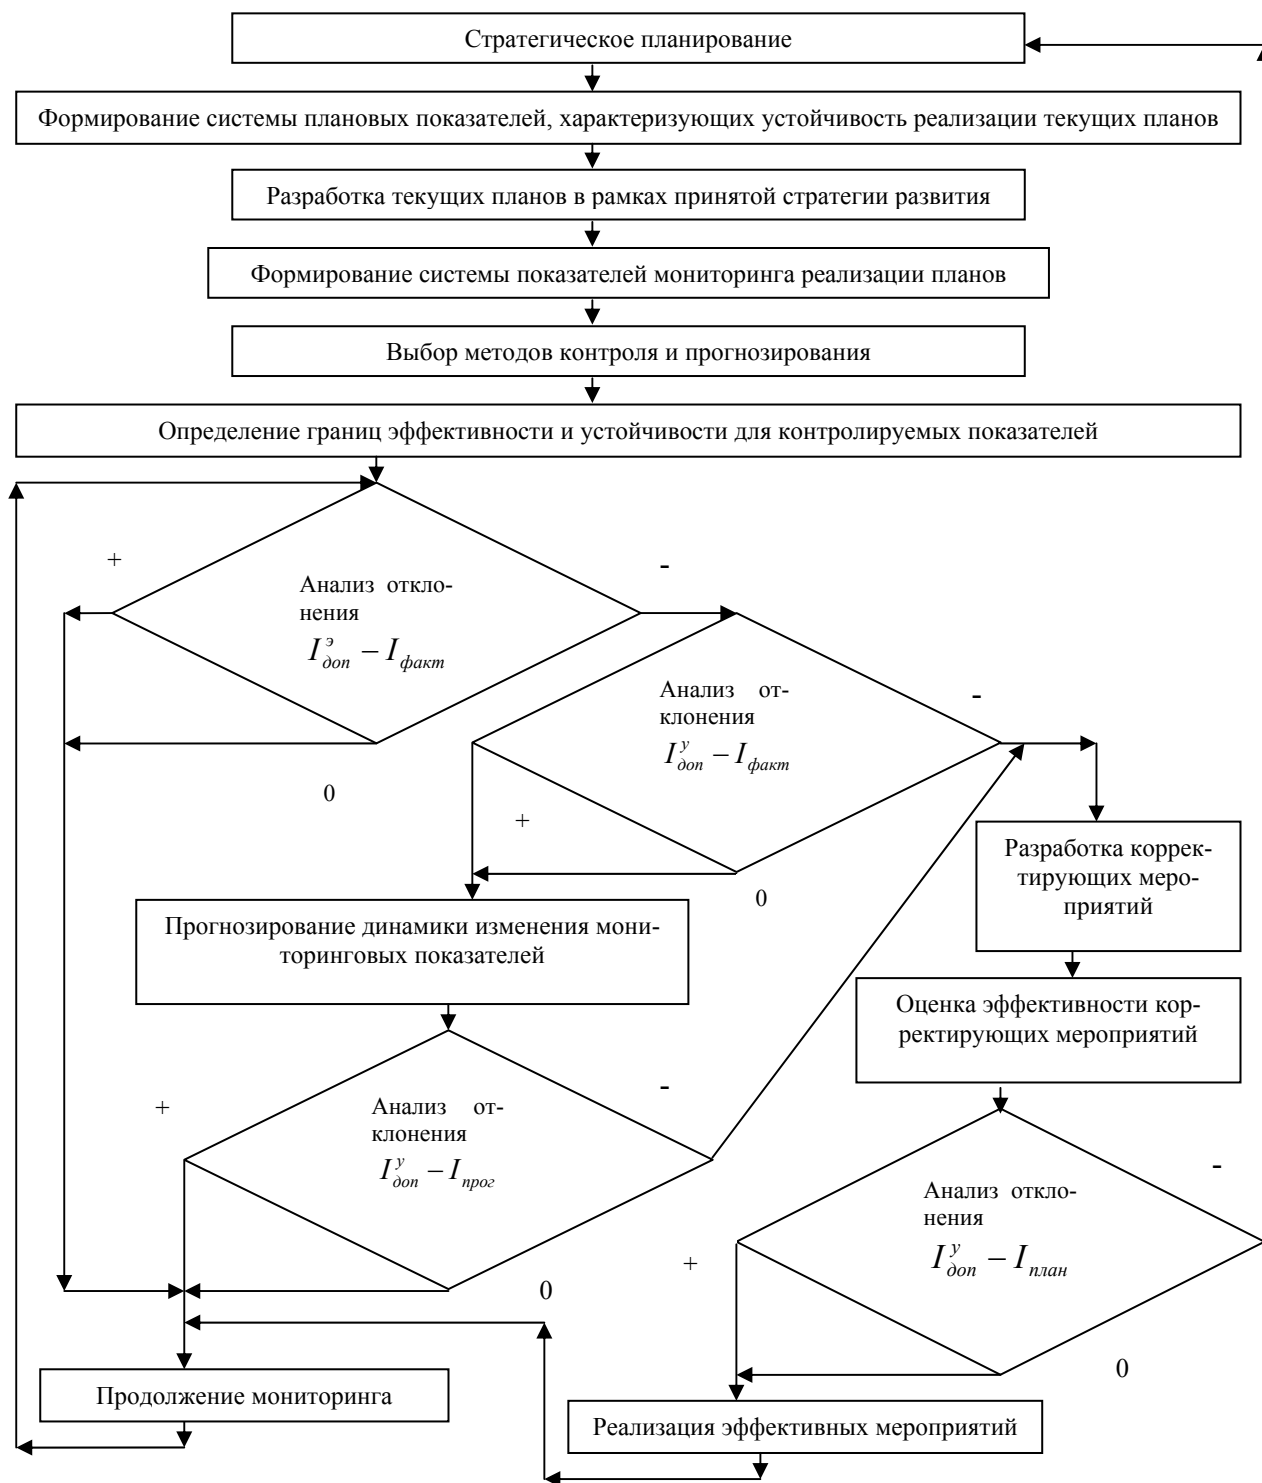 Стратегическое планирование
Формирование системы плановых показателей, характеризующих устойчивость реализации текущих планов
Разработка текущих планов в рамках принятой стратегии развития
Формирование системы показателей мониторинга реализации планов
Выбор методов контроля и прогнозирования
Определение границ эффективности и устойчивости для контролируемых показателей
+
-
Анализ откло-
нения
I^э_доп − I_факт
0
Анализ от-
клонения
I^у_доп − I_факт
-
+
0
Разработка коррек-
тирующих меро-
приятий
Прогнозирование динамики изменения мони-
торинговых показателей
Оценка эффективности кор-
ректирующих мероприятий
+
-
Анализ от-
клонения
I^у_доп − I_прог
0
-
Анализ откло-
нения
I^у_доп − I_план
+
0
Продолжение мониторинга
Реализация эффективных мероприятий